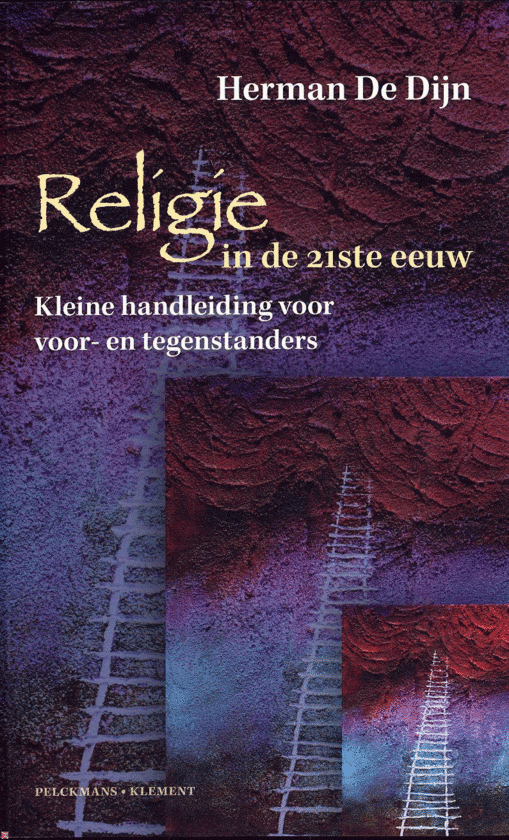 Herman De Dijn
Religie
in de 21ste eeuw
Kleine handleiding voor
voor- en tegenstanders
PELCKMANS • KLEMENT